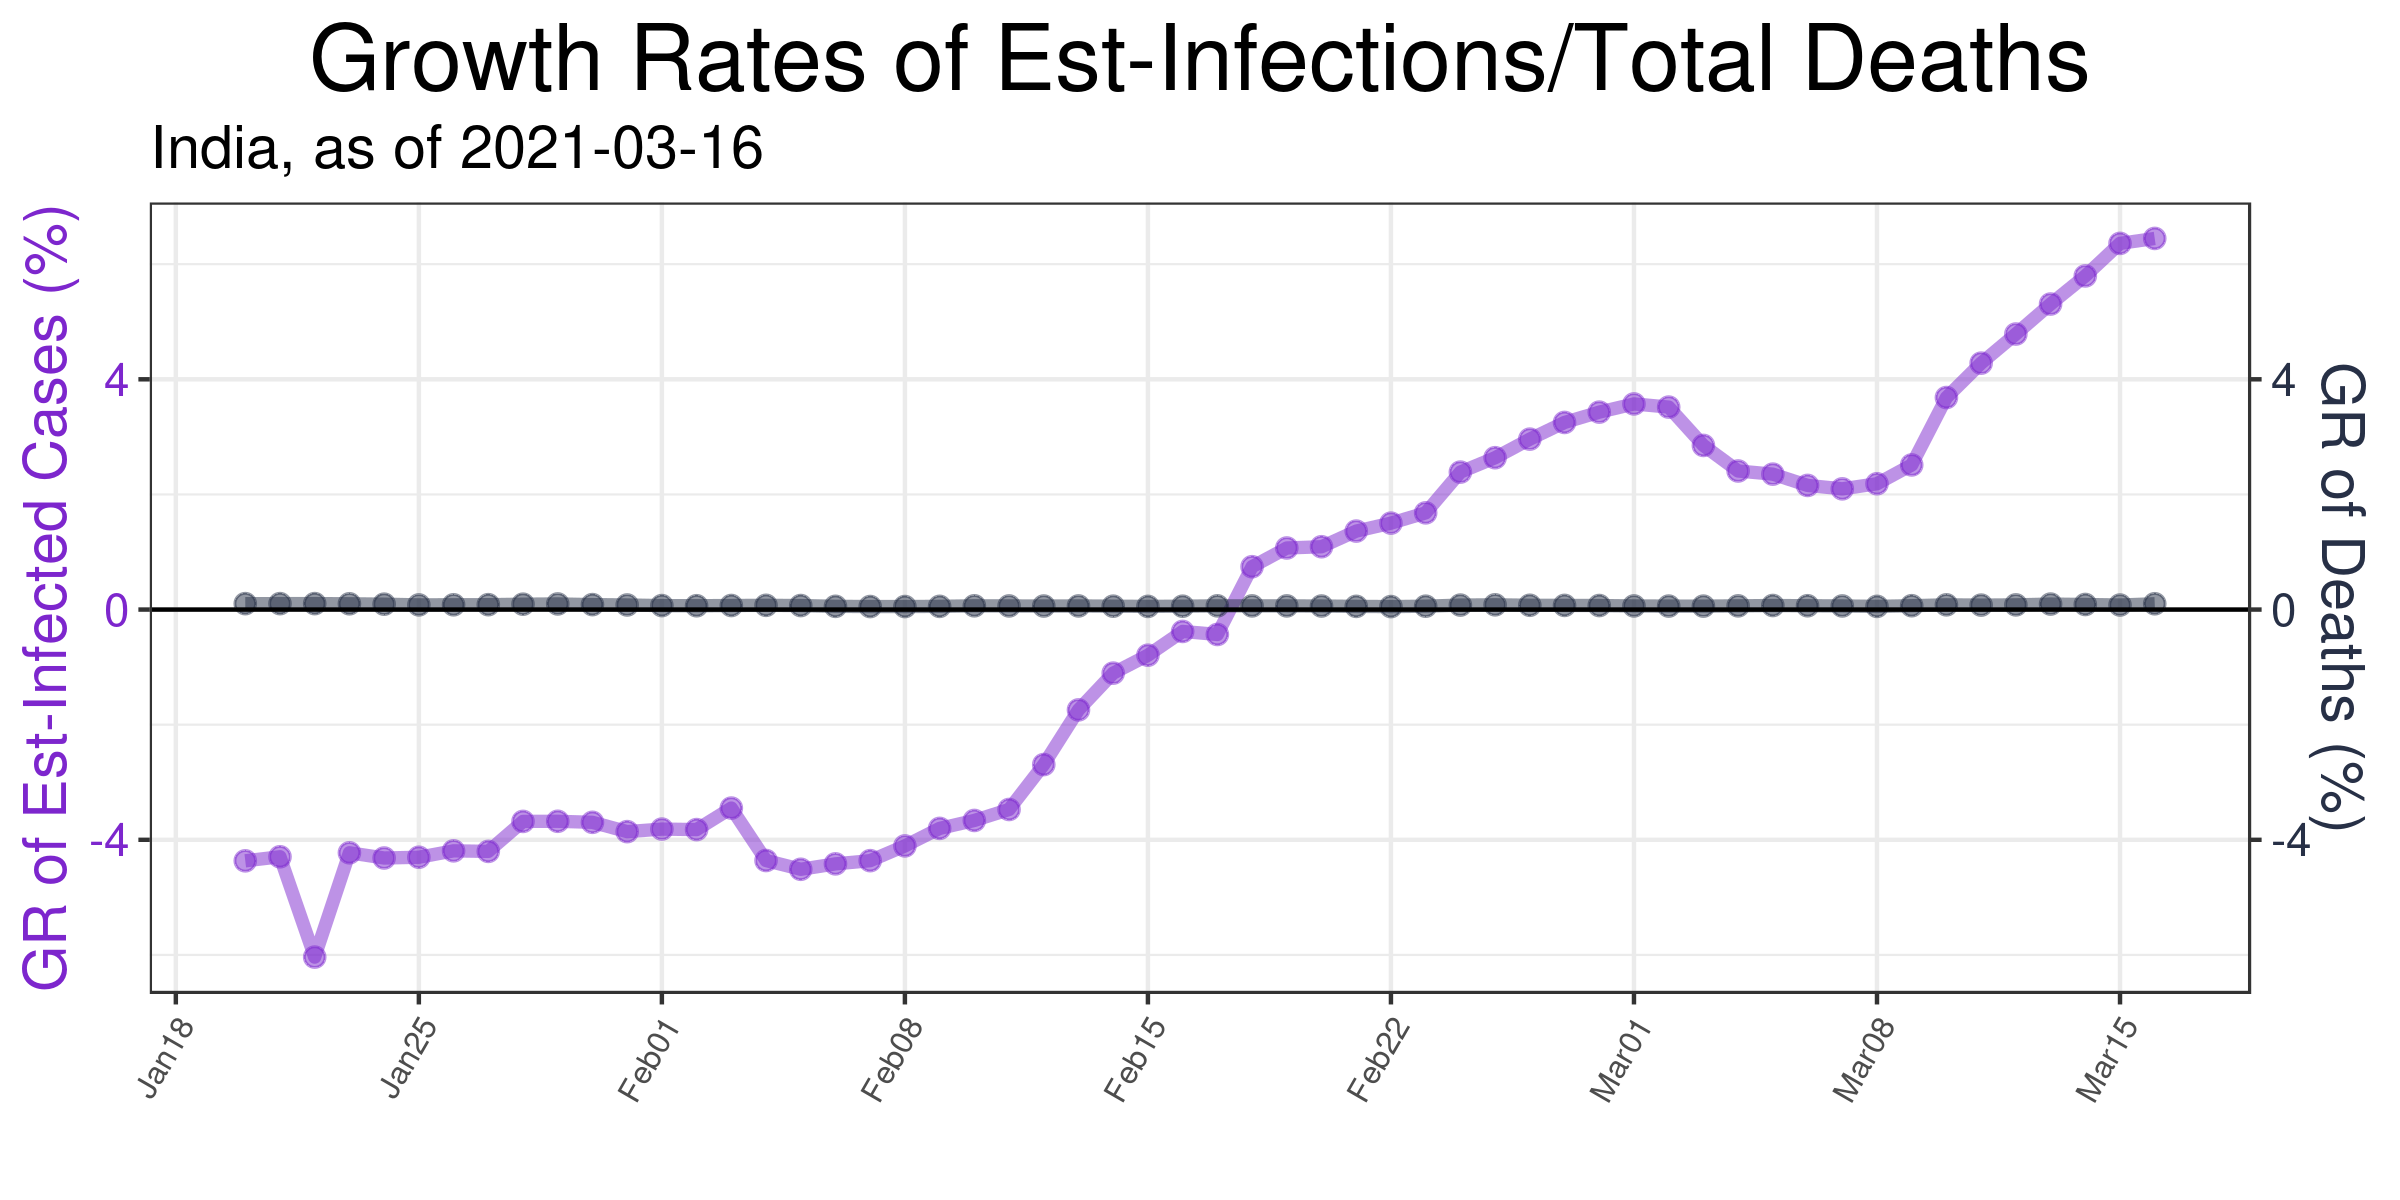 Growth Rates of Est-Infections/Total Deaths
India, as of 2021-03-16
GR of Est-Infected Cases (%)
4
0
-4
4
0
-4
GR of Deaths (%)
Jan18
Jan25
Feb01
Feb08
Feb15
Feb22
Mar01
Mar08
Mar15